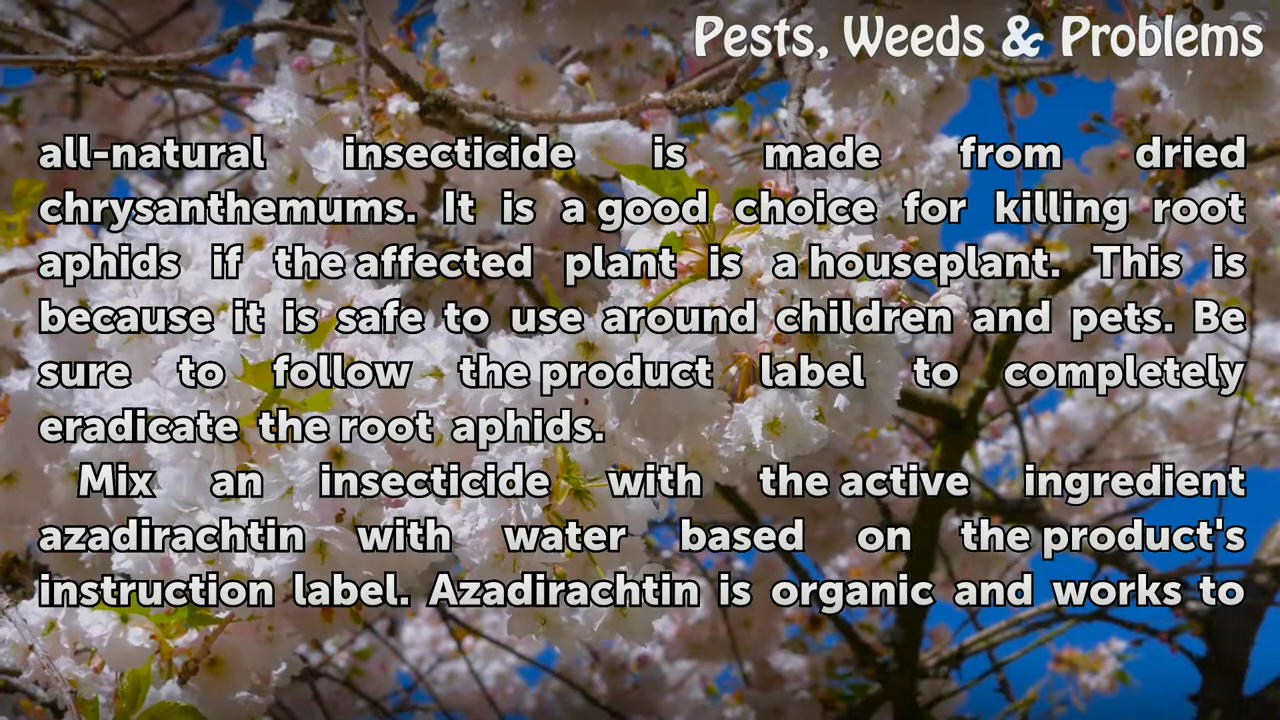 Pests, Weeds & Problems
all-natural insecticide is made from dried
chrysanthemums. It is a good choice for killing root
aphids if the affected plant is a houseplant. This is
because it is safe to use around children and pets. Be
sure to follow the product label to completely
eradicate the root aphids.
Mix an insecticide with the active ingredient
azadirachtin with water based on the product's
instruction label. Azadirachtin is organic and works to